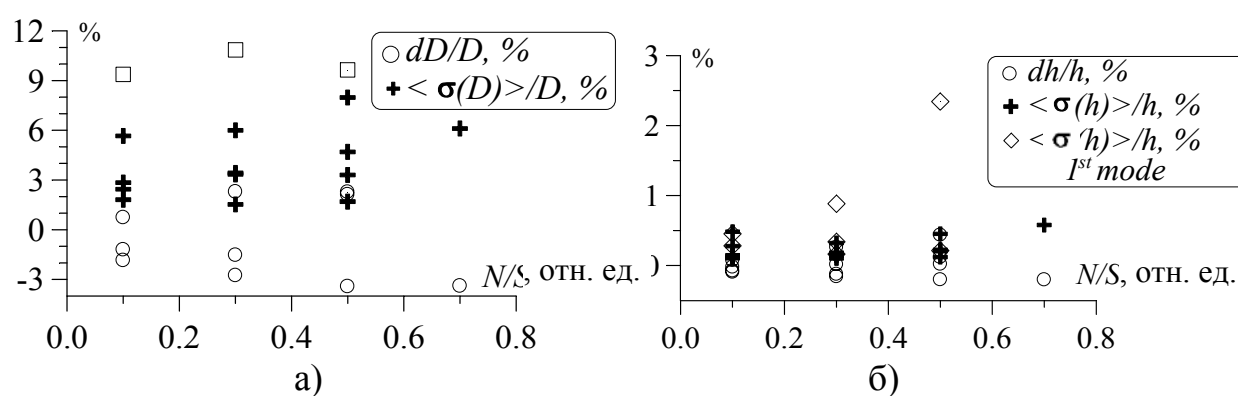 %
12
9
6
3
0
-3
dD/D, %
< σ(D)>/D, %
N/S, отн. ед.
0.0 0.2 0.4 0.6 0.8
а)
%
3
2
1
0
dh/h, %
< σ(h)>/h, %
< σ(h)>/h, %
1st mode
N/S, отн. ед.
0.0 0.2 0.4 0.6 0.8
б)